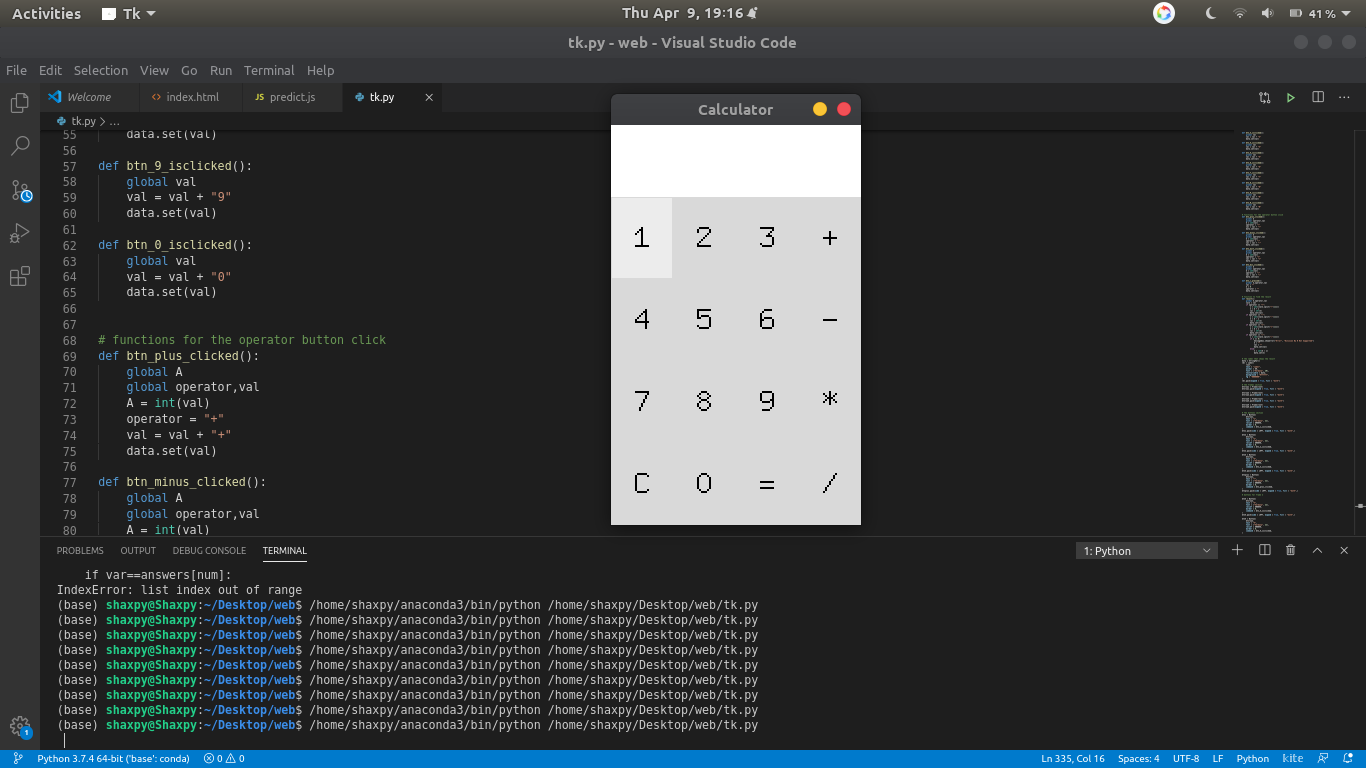 Activities Tk Thu Apr 9, 19:16 41 %
tk.py - web - Visual Studio Code
File Edit Selection View Go Run Terminal Help
Welcome <> index.html JS predict.js tk.py ×
tk.py > ...
55 data.set(val)
56
57 def btn_9_isclicked():
58 global val
59 val = val + "9"
60 data.set(val)
61
62 def btn_0_isclicked():
63 global val
64 val = val + "0"
65 data.set(val)
66
67
68 # functions for the operator button click
69 def btn_plus_clicked():
70 global A
71 global operator,val
72 A = int(val)
73 operator = "+"
74 val = val + "+"
75 data.set(val)
76
77 def btn_minus_clicked():
78 global A
79 global operator,val
80 A = int(val)
Calculator
1 2 3 +
4 5 6 -
7 8 9 *
C 0 = /
PROBLEMS OUTPUT DEBUG CONSOLE TERMINAL 1: Python
if var==answers[num]:
IndexError: list index out of range
(base) shaxpy@Shaxpy:~/Desktop/web$ /home/shaxpy/anaconda3/bin/python /home/shaxpy/Desktop/web/tk.py
(base) shaxpy@Shaxpy:~/Desktop/web$ /home/shaxpy/anaconda3/bin/python /home/shaxpy/Desktop/web/tk.py
(base) shaxpy@Shaxpy:~/Desktop/web$ /home/shaxpy/anaconda3/bin/python /home/shaxpy/Desktop/web/tk.py
(base) shaxpy@Shaxpy:~/Desktop/web$ /home/shaxpy/anaconda3/bin/python /home/shaxpy/Desktop/web/tk.py
(base) shaxpy@Shaxpy:~/Desktop/web$ /home/shaxpy/anaconda3/bin/python /home/shaxpy/Desktop/web/tk.py
(base) shaxpy@Shaxpy:~/Desktop/web$ /home/shaxpy/anaconda3/bin/python /home/shaxpy/Desktop/web/tk.py
(base) shaxpy@Shaxpy:~/Desktop/web$ /home/shaxpy/anaconda3/bin/python /home/shaxpy/Desktop/web/tk.py
(base) shaxpy@Shaxpy:~/Desktop/web$ /home/shaxpy/anaconda3/bin/python /home/shaxpy/Desktop/web/tk.py
(base) shaxpy@Shaxpy:~/Desktop/web$ /home/shaxpy/anaconda3/bin/python /home/shaxpy/Desktop/web/tk.py
1
Python 3.7.4 64-bit ('base': conda) 0 0 Ln 335, Col 16 Spaces: 4 UTF-8 LF Python kite